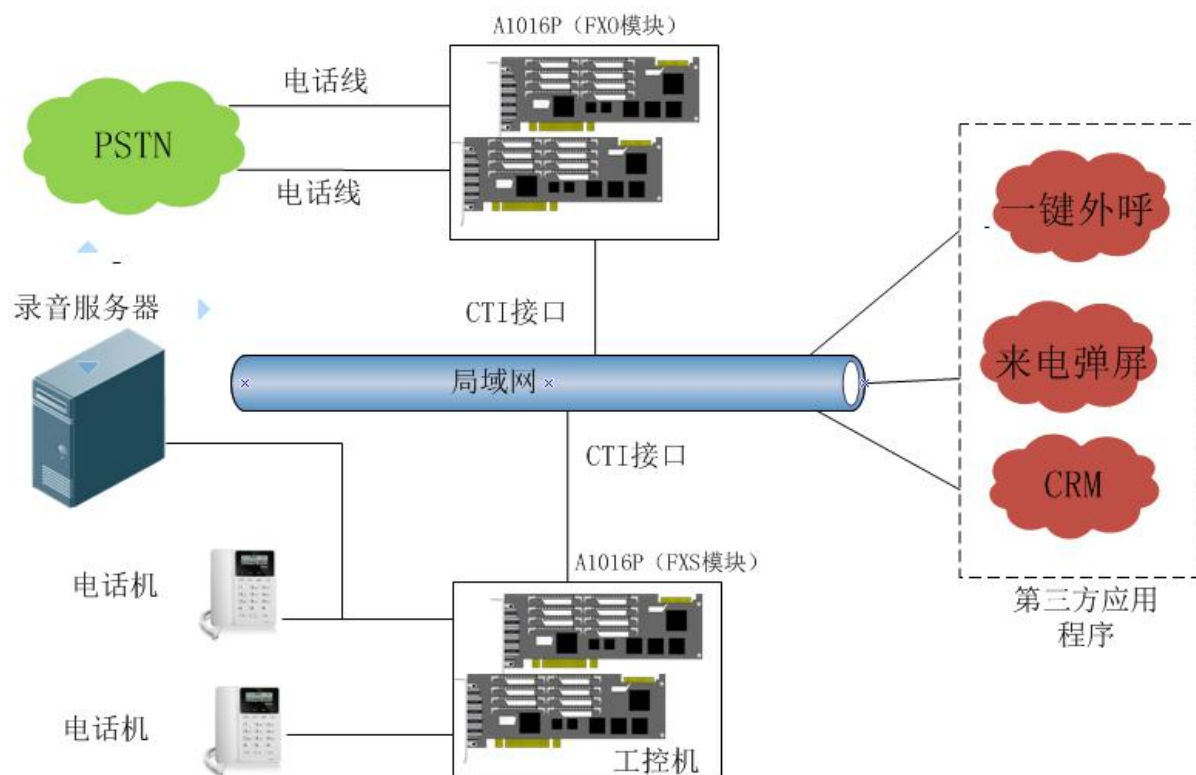 A1016P（FXO模块）
电话线
PSTN
电话线
一键外呼
录音服务器
CTI接口
来电弹屏
局域网
CTI接口
CRM
A1016P（FXS模块）
电话机
第三方应用
程序
电话机
工控机